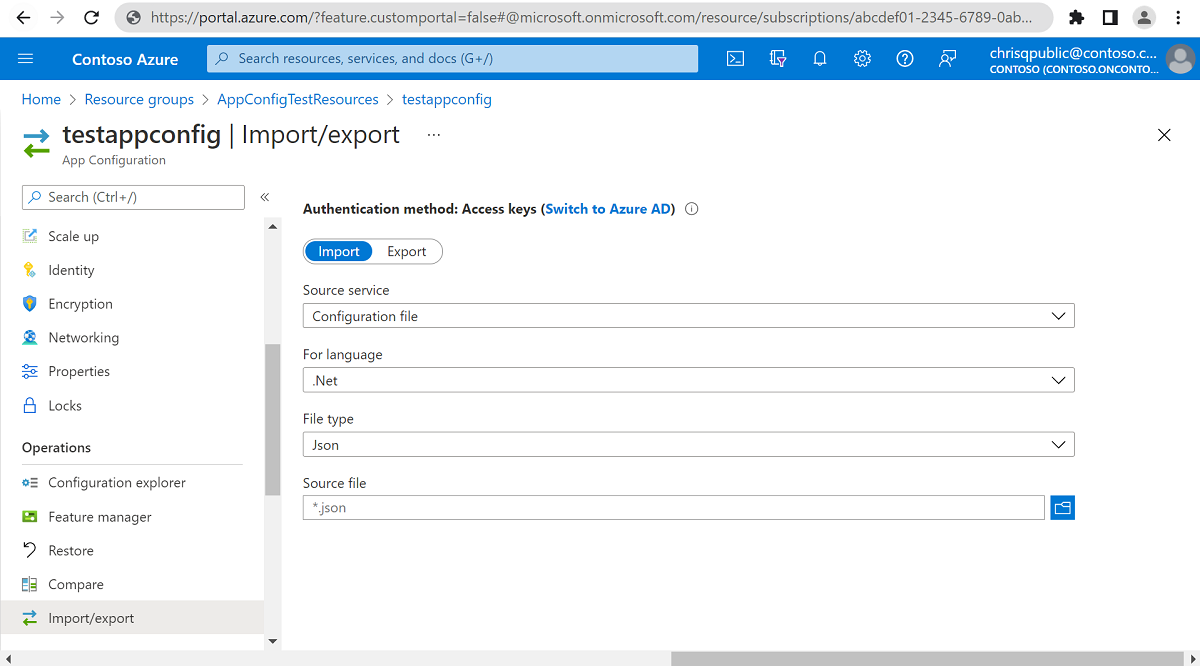 https://portal.azure.com/?feature.customportal=false#@microsoft.onmicrosoft.com/resource/subscriptions/abcdef01-2345-6789-0ab...
Contoso Azure
Search resources, services, and docs (G+/)
chrisqpublic@contoso.c...
CONTOSO (CONTOSO.ONCONTO...
Home > Resource groups > AppConfigTestResources > testappconfig
testappconfig | Import/export ...
App Configuration
Search (Ctrl+/)
«
Scale up
Identity
Encryption
Networking
Properties
Locks
Operations
Configuration explorer
Feature manager
Restore
Compare
Import/export
Authentication method: Access keys (Switch to Azure AD)
Import Export
Source service
Configuration file
For language
.Net
File type
Json
Source file
*.json